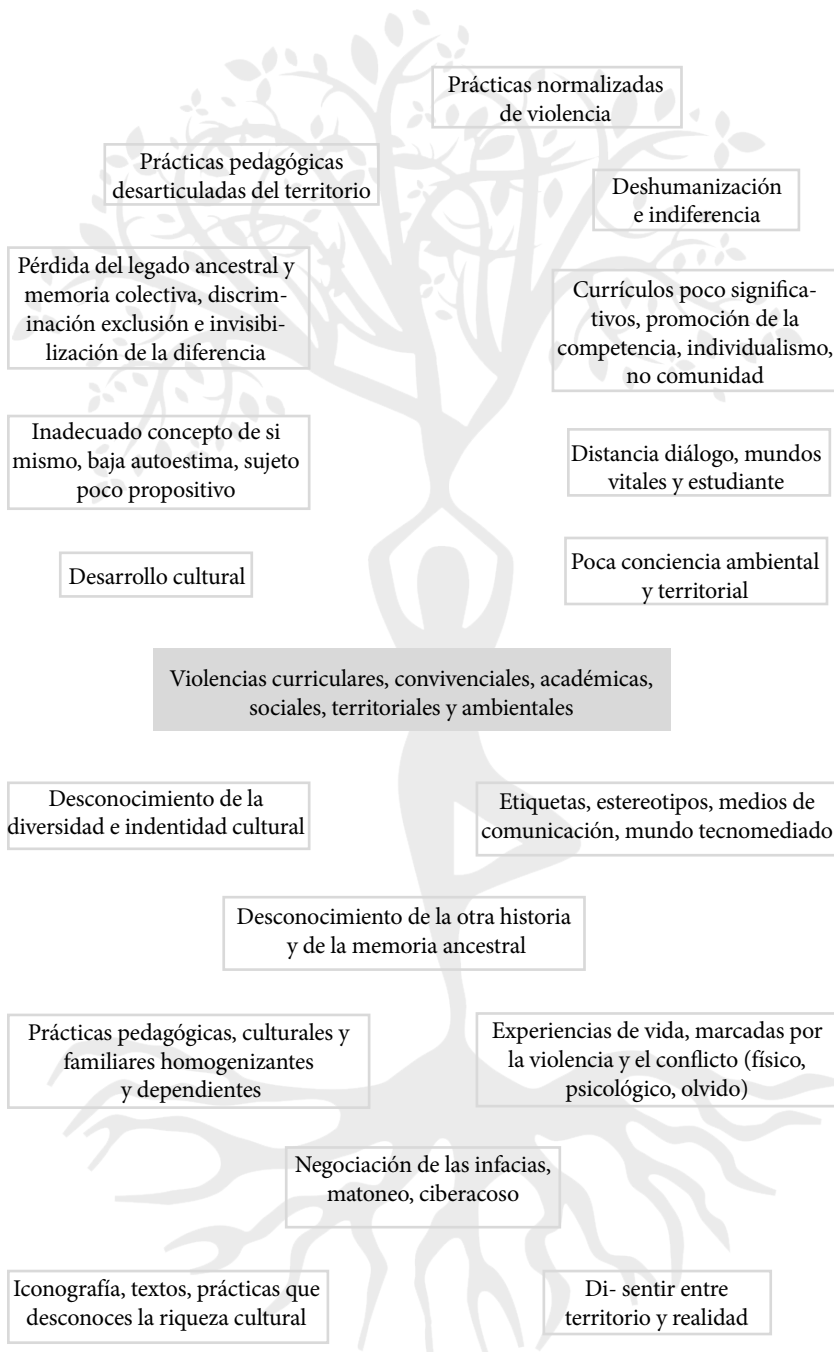 Prácticas normalizadas
de violencia
Prácticas pedagógicas
desarticuladas del territorio
Deshumanización
e indiferencia
Pérdida del legado ancestral y
memoria colectiva, discrim-
inación exclusión e invisibi-
lización de la diferencia
Currículos poco significa-
tivos, promoción de la
competencia, individualismo,
no comunidad
Inadecuado concepto de si
mismo, baja autoestima, sujeto
poco propositivo
Distancia diálogo, mundos
vitales y estudiante
Desarrollo cultural
Poca conciencia ambiental
y territorial
Violencias curriculares, convivenciales, académicas,
sociales, territoriales y ambientales
Desconocimiento de la
diversidad e indentidad cultural
Etiquetas, estereotipos, medios de
comunicación, mundo tecnomediado
Desconocimiento de la otra historia
y de la memoria ancestral
Prácticas pedagógicas, culturales y
familiares homogenizantes
y dependientes
Experiencias de vida, marcadas por
la violencia y el conflicto (físico,
psicológico, olvido)
Negociación de las infacias,
matoneo, ciberacoso
Iconografía, textos, prácticas que
desconoces la riqueza cultural
Di- sentir entre
territorio y realidad